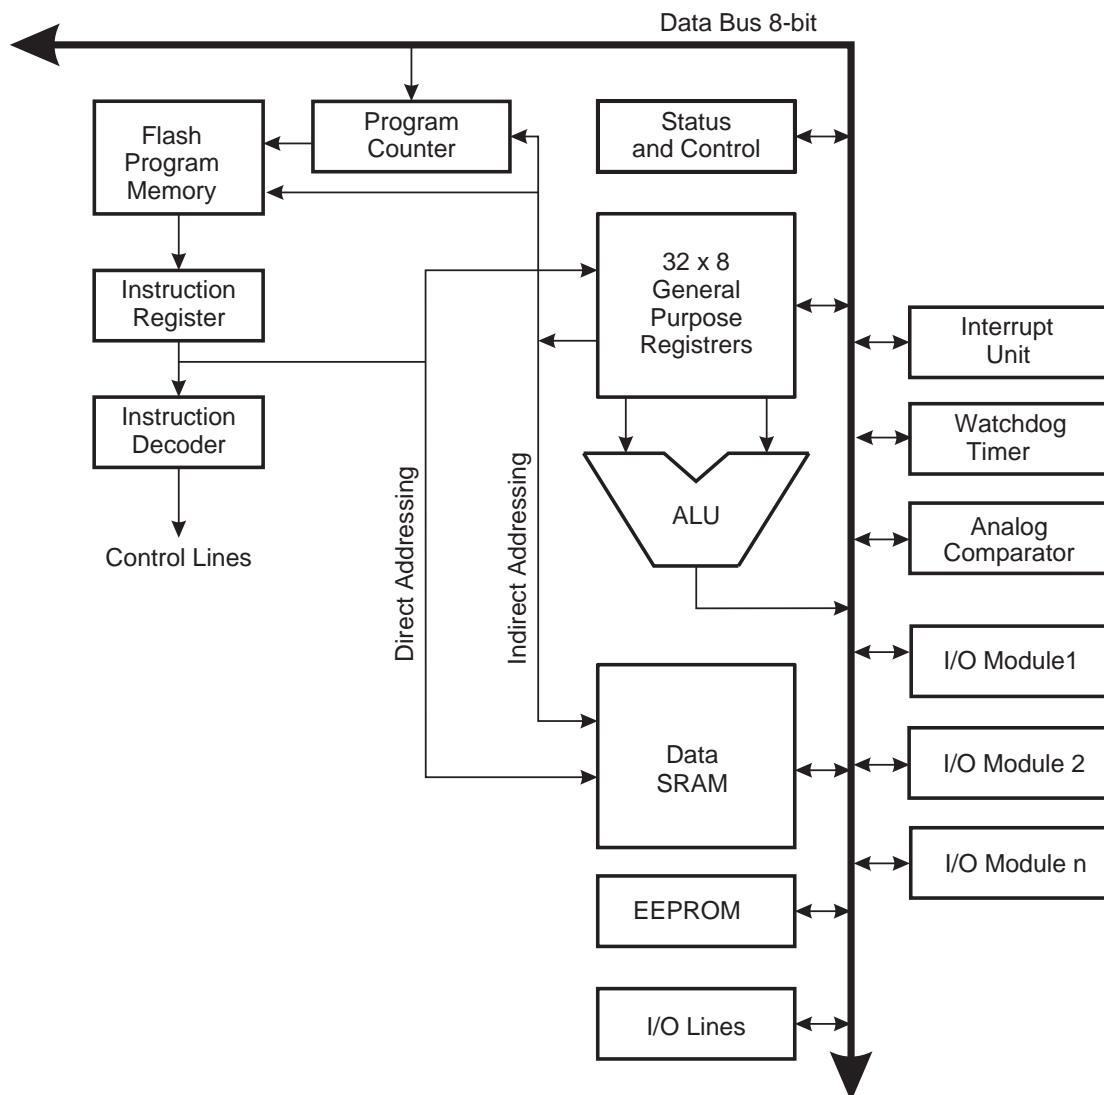 Data Bus 8-bit
Flash
Program
Memory
Program
Counter
Status
and Control
32 x 8
General
Purpose
Registrers
Instruction
Register
Instruction
Decoder
Control Lines
Direct Addressing
Indirect Addressing
ALU
Interrupt
Unit
Watchdog
Timer
Analog
Comparator
I/O Module1
Data
SRAM
I/O Module 2
I/O Module n
EEPROM
I/O Lines